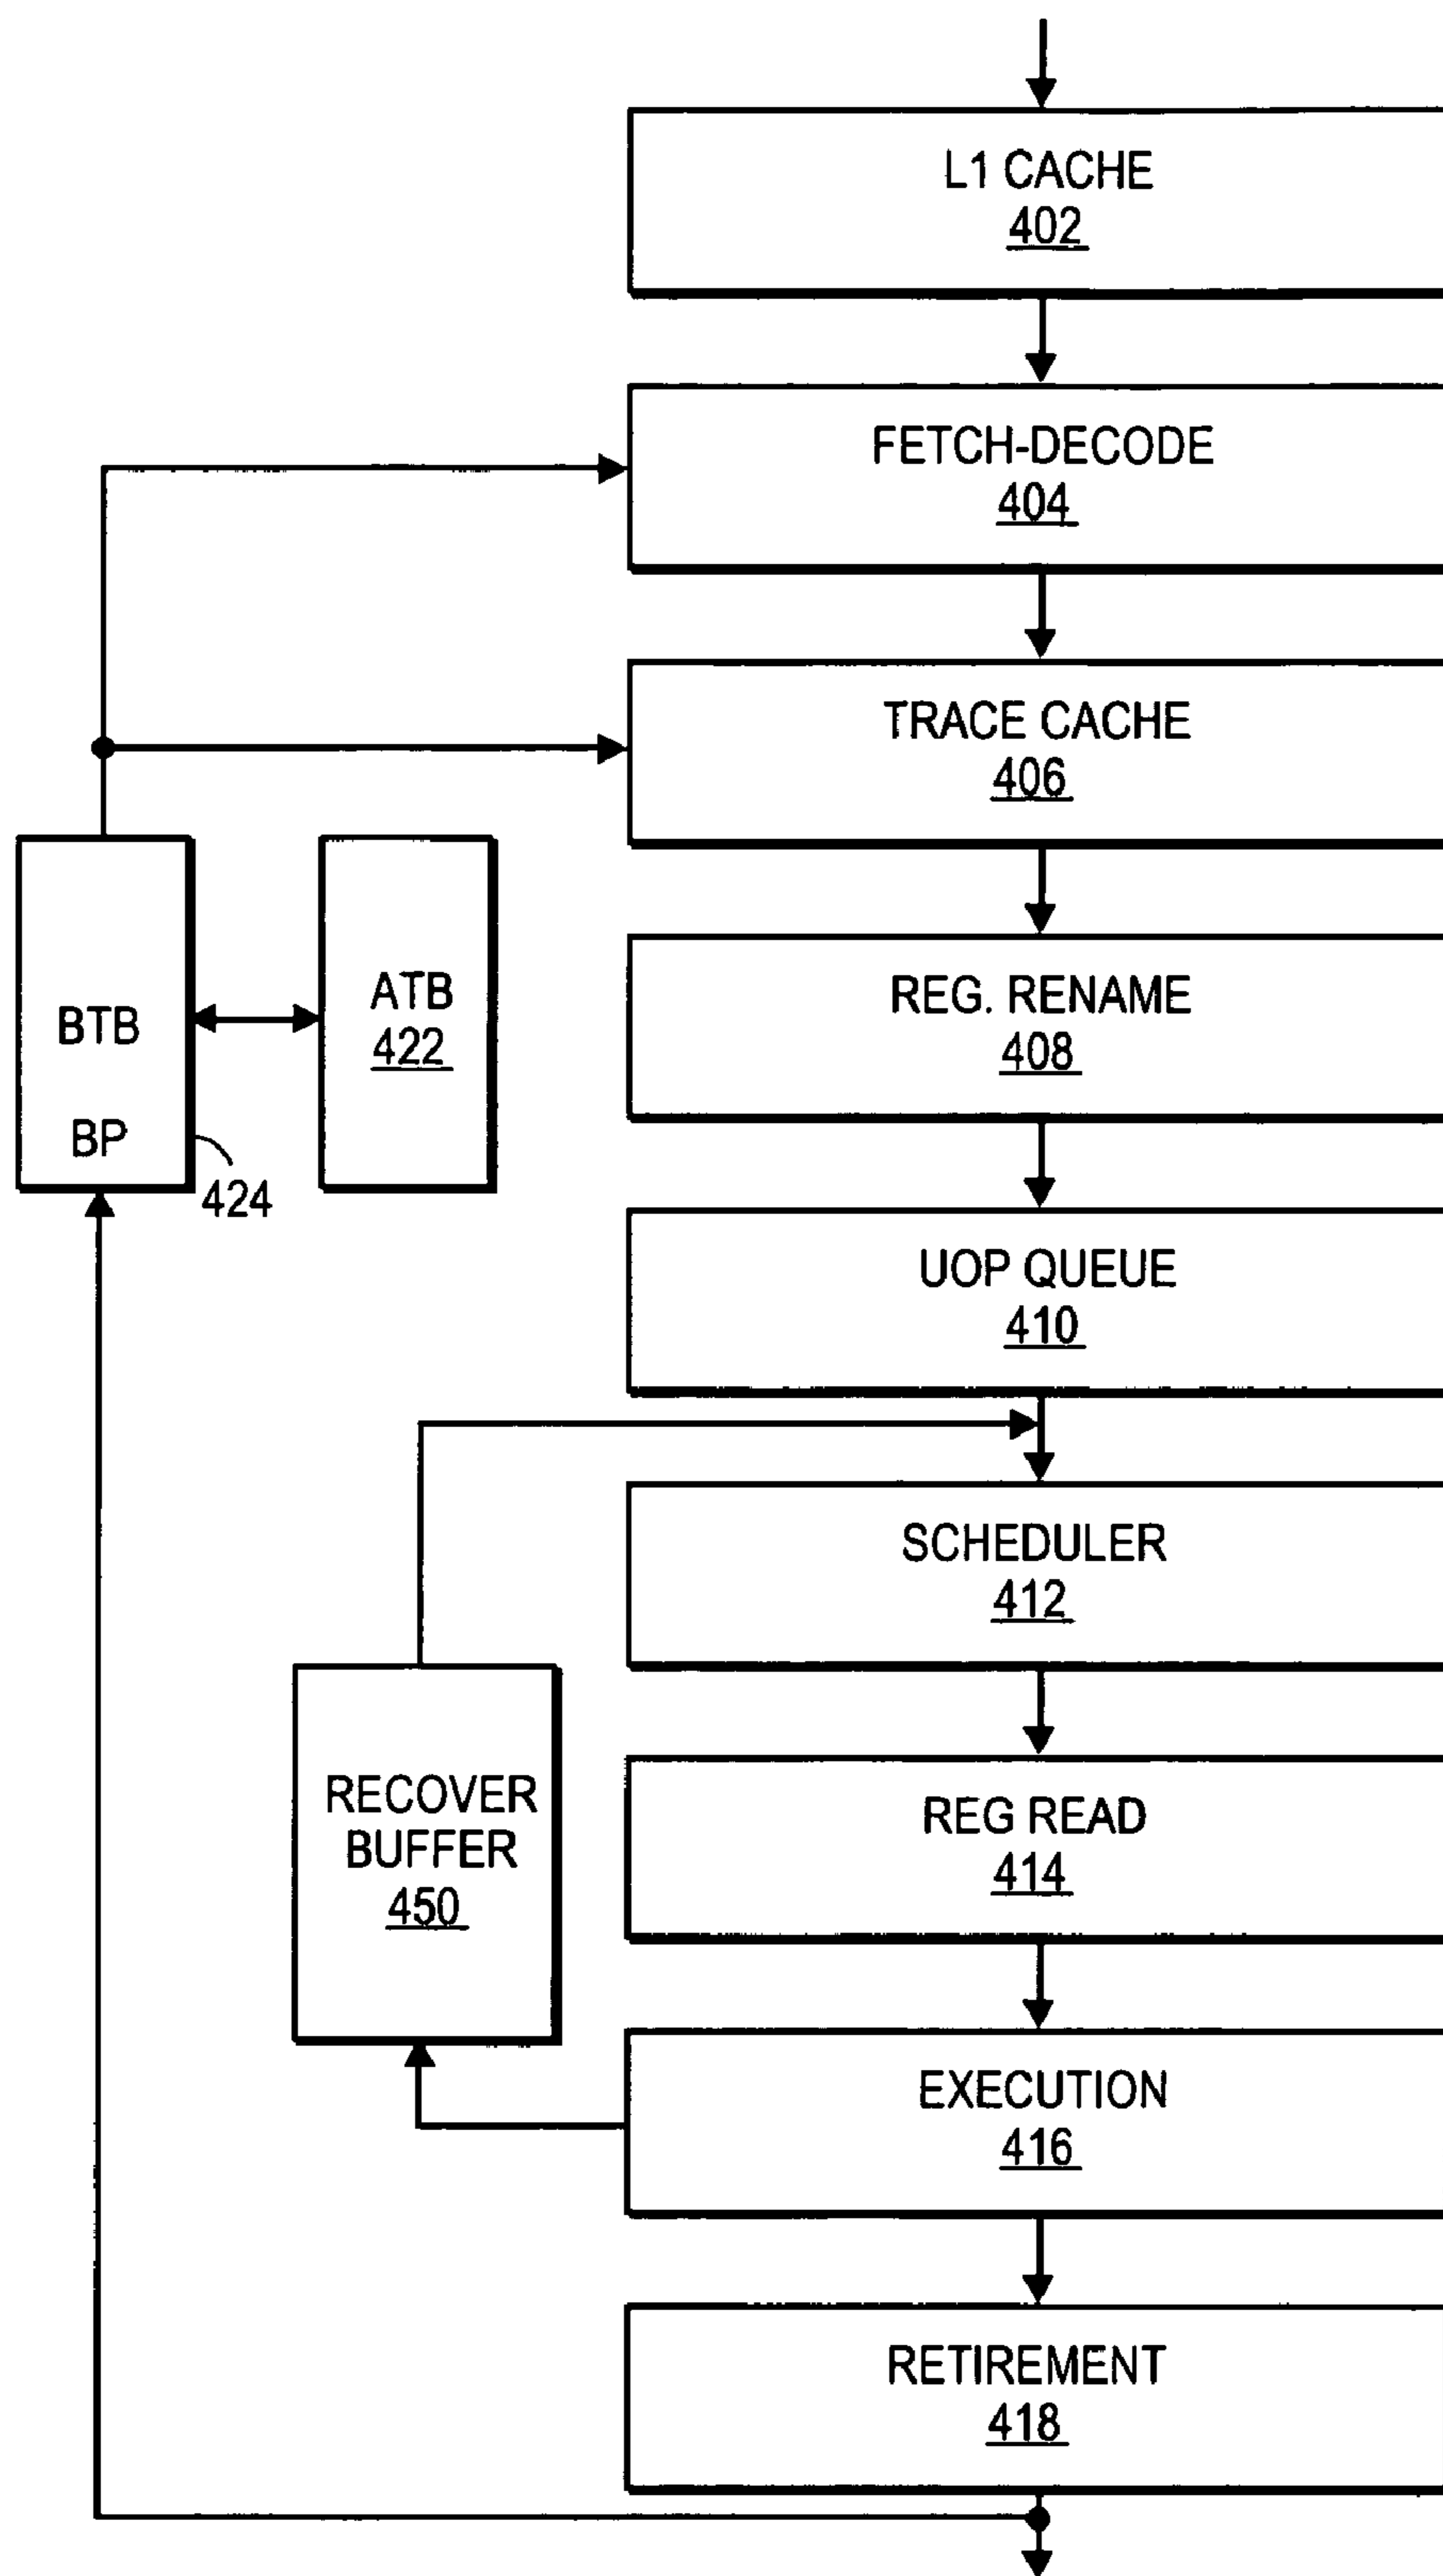 L1 CACHE
402
FETCH-DECODE
404
TRACE CACHE
406
BTB
BP
424
ATB
422
REG. RENAME
408
UOP QUEUE
410
SCHEDULER
412
RECOVER
BUFFER
450
REG READ
414
EXECUTION
416
RETIREMENT
418